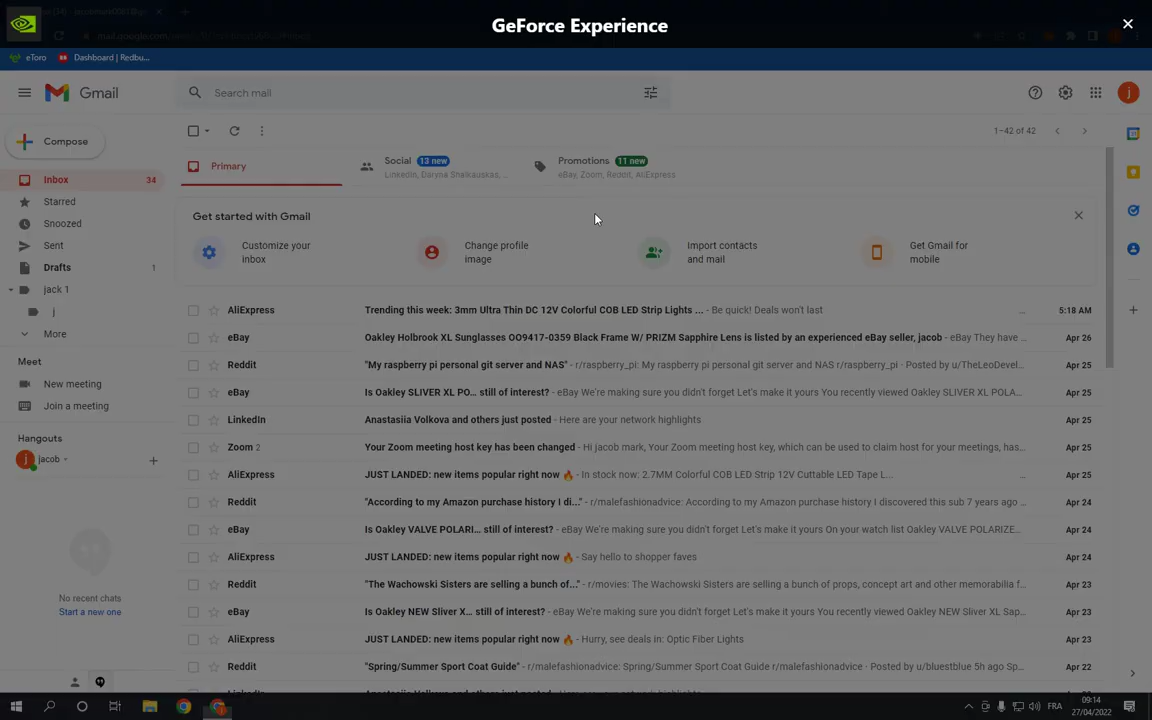 GeForce Experience
eToro
Dashboard | Redbu...
Gmail
Search mail
Compose
1–42 of 42
Primary
Social 13 new
LinkedIn, Daryna Shalkauskas, ...
Promotions 11 new
eBay, Zoom, Reddit, AliExpress
Inbox 34
Starred
Snoozed
Sent
Drafts 1
jack 1
j
More
Meet
New meeting
Join a meeting
Hangouts
jacob
No recent chats
Start a new one
Get started with Gmail
Customize your inbox
Change profile image
Import contacts and mail
Get Gmail for mobile
AliExpress Trending this week: 3mm Ultra Thin DC 12V Colorful COB LED Strip Lights ... - Be quick! Deals won't last ... 5:18 AM
eBay Oakley Holbrook XL Sunglasses OO9417-0359 Black Frame W/ PRIZM Sapphire Lens is listed by an experienced eBay seller, jacob - eBay They have ... Apr 26
Reddit "My raspberry pi personal git server and NAS" - r/raspberry_pi: My raspberry pi personal git server and NAS r/raspberry_pi · Posted by u/TheLeoDevel... Apr 25
eBay Is Oakley SLIVER XL PO... still of interest? - eBay We're making sure you didn't forget Let's make it yours You recently viewed Oakley SLIVER XL POLA... Apr 25
LinkedIn Anastasiia Volkova and others just posted - Here are your network highlights Apr 25
Zoom 2 Your Zoom meeting host key has been changed - Hi jacob mark, Your Zoom meeting host key, which can be used to claim host for your meetings, has... Apr 25
AliExpress JUST LANDED: new items popular right now 🔥 - In stock now: 2.7MM Colorful COB LED Strip 12V Cuttable LED Tape L... ... Apr 25
Reddit "According to my Amazon purchase history I di..." - r/malefashionadvice: According to my Amazon purchase history I discovered this sub 7 years ago ... Apr 24
eBay Is Oakley VALVE POLARI... still of interest? - eBay We're making sure you didn't forget Let's make it yours On your watch list Oakley VALVE POLARIZE... Apr 24
AliExpress JUST LANDED: new items popular right now 🔥 - Say hello to shopper faves Apr 24
Reddit "The Wachowski Sisters are selling a bunch of..." - r/movies: The Wachowski Sisters are selling a bunch of props, concept art and other memorabilia f... Apr 23
eBay Is Oakley NEW Sliver X... still of interest? - eBay We're making sure you didn't forget Let's make it yours You recently viewed Oakley NEW Sliver XL Sap... Apr 23
AliExpress JUST LANDED: new items popular right now 🔥 - Hurry, see deals in: Optic Fiber Lights Apr 23
Reddit "Spring/Summer Sport Coat Guide" - r/malefashionadvice: Spring/Summer Sport Coat Guide r/malefashionadvice · Posted by u/bluestblue 5h ago Sp... Apr 22
FRA
09:14
27/04/2022